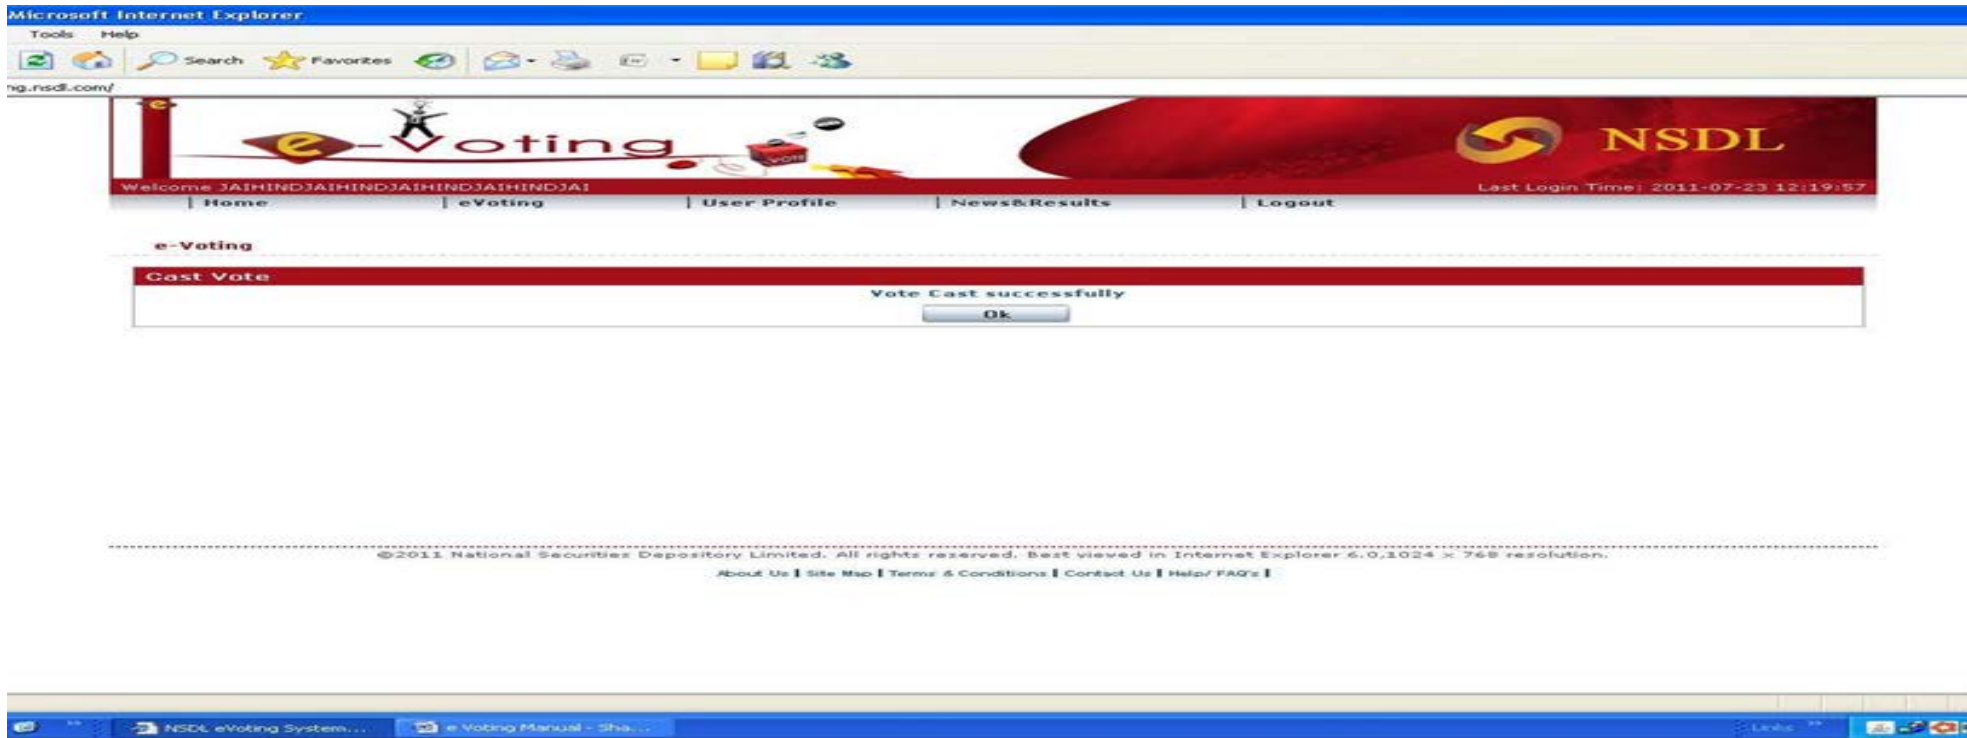 Microsoft Internet Explorer
Tools Help
Search Favorites
ng.nsdl.com/
e-
e-Voting
VOTE
NSDL
Welcome JAIHINDJAIHINDJAIHINDJAIHINDJAI
Last Login Time: 2011-07-23 12:19:57
| Home | eVoting | User Profile | News&Results | Logout
e-Voting
Cast Vote
Vote Cast successfully
Ok
©2011 National Securities Depository Limited. All rights reserved. Best viewed in Internet Explorer 6.0,1024 x 768 resolution.
About Us | Site Map | Terms & Conditions | Contact Us | Help/ FAQ's |
NSDL eVoting System... e Voting Manual - Sha... Links